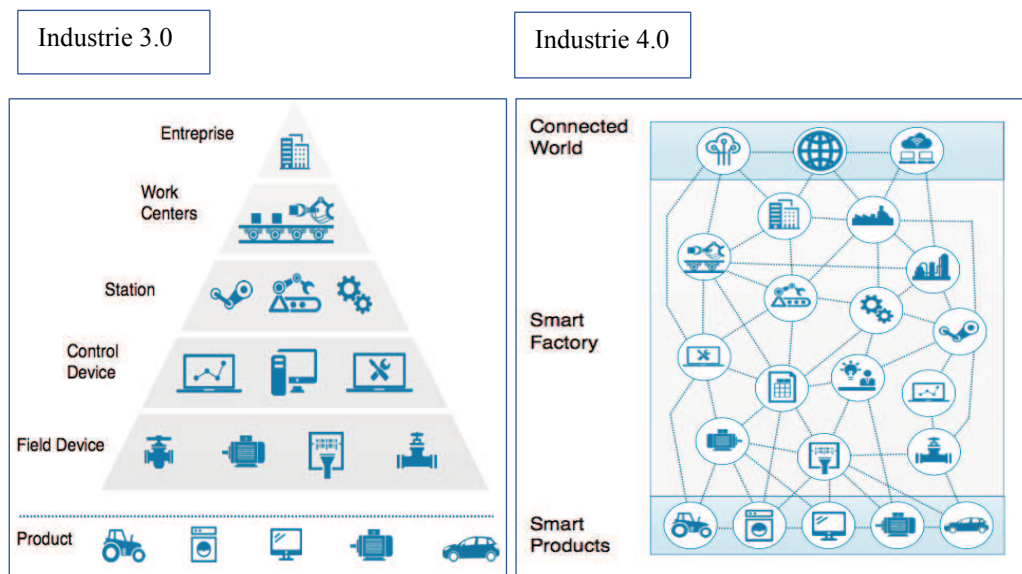 Industrie 3.0
Industrie 4.0
Entreprise
Work
Centers
Station
Control
Device
Field Device
Product
Connected
World
Smart
Factory
Smart
Products